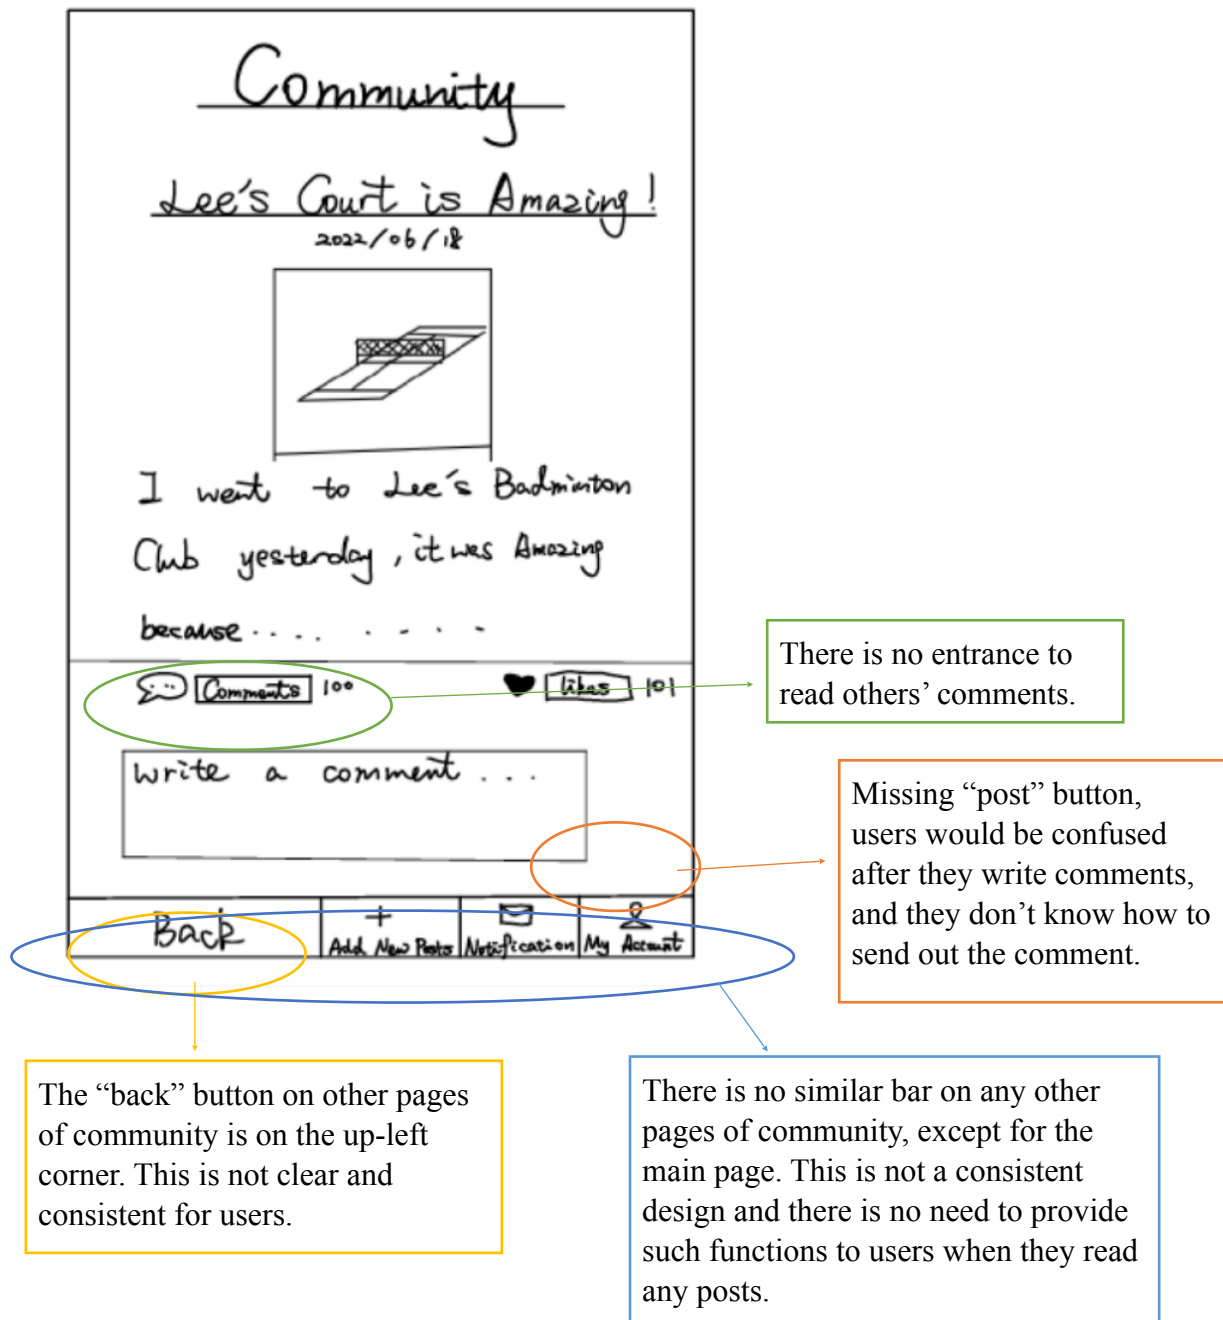 Community
Lee's Court is Amazing!
2022/06/18
I went to Lee's Badminton
Club yesterday, it was Amazing
because .... . . . .
Comments 100
likes 101
write a comment ...
Back
+
Add New Posts
Notification
My Account
There is no entrance to
read others’ comments.
Missing “post” button,
users would be confused
after they write comments,
and they don’t know how to
send out the comment.
The “back” button on other pages
of community is on the up-left
corner. This is not clear and
consistent for users.
There is no similar bar on any other
pages of community, except for the
main page. This is not a consistent
design and there is no need to provide
such functions to users when they read
any posts.